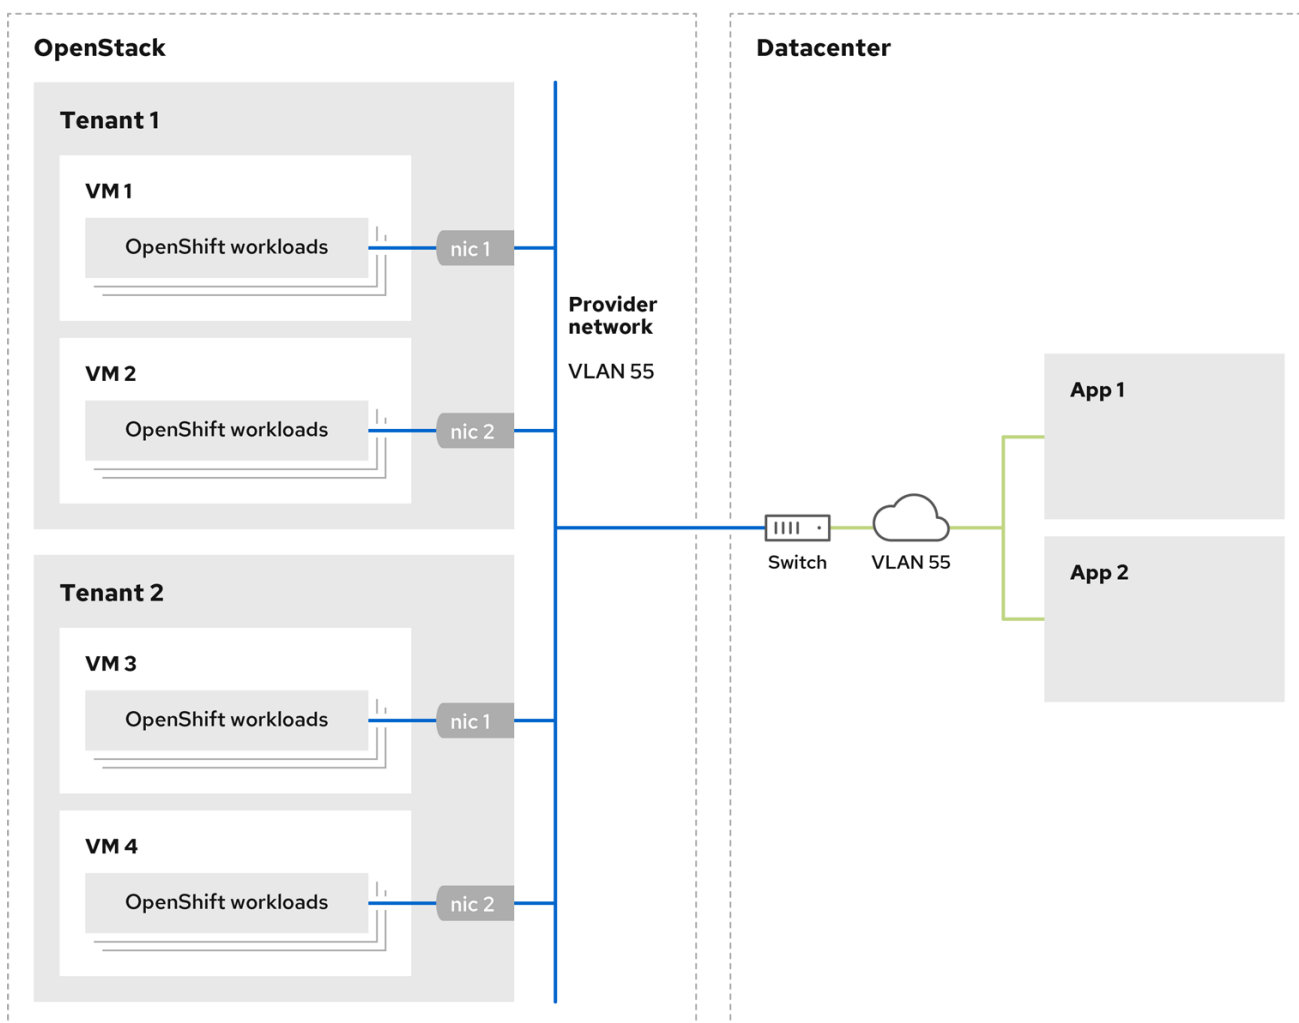 OpenStack
Tenant 1
VM 1
OpenShift workloads
nic 1
VM 2
OpenShift workloads
nic 2
Tenant 2
VM 3
OpenShift workloads
nic 1
VM 4
OpenShift workloads
nic 2
Provider
network
VLAN 55
Datacenter
Switch
VLAN 55
App 1
App 2